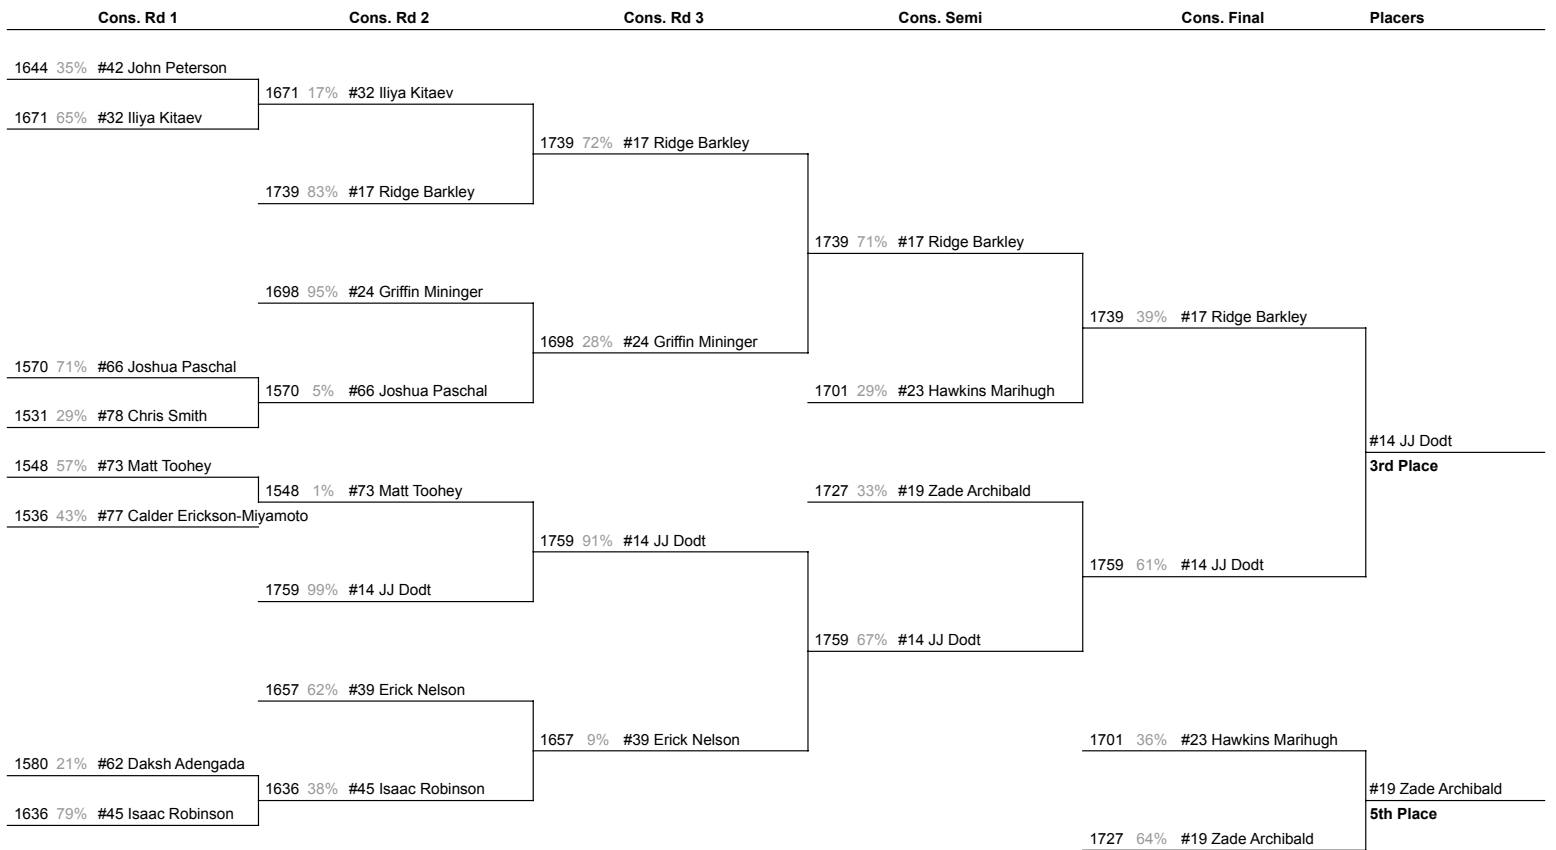 Cons. Rd 1 Cons. Rd 2 Cons. Rd 3 Cons. Semi Cons. Final Placers
1644 35% #42 John Peterson
1671 17% #32 Iliya Kitaev
1671 65% #32 Iliya Kitaev
1739 72% #17 Ridge Barkley
1739 83% #17 Ridge Barkley
1739 71% #17 Ridge Barkley
1698 95% #24 Griffin Mininger
1739 39% #17 Ridge Barkley
1698 28% #24 Griffin Mininger
1570 71% #66 Joshua Paschal
1570 5% #66 Joshua Paschal
1701 29% #23 Hawkins Marihugh
1531 29% #78 Chris Smith
#14 JJ Dodt
1548 57% #73 Matt Toohey
3rd Place
1548 1% #73 Matt Toohey
1727 33% #19 Zade Archibald
1536 43% #77 Calder Erickson-Miyamoto
1759 91% #14 JJ Dodt
1759 61% #14 JJ Dodt
1759 99% #14 JJ Dodt
1759 67% #14 JJ Dodt
1657 62% #39 Erick Nelson
1657 9% #39 Erick Nelson
1701 36% #23 Hawkins Marihugh
1580 21% #62 Daksh Adengada
1636 38% #45 Isaac Robinson
#19 Zade Archibald
1636 79% #45 Isaac Robinson
5th Place
1727 64% #19 Zade Archibald